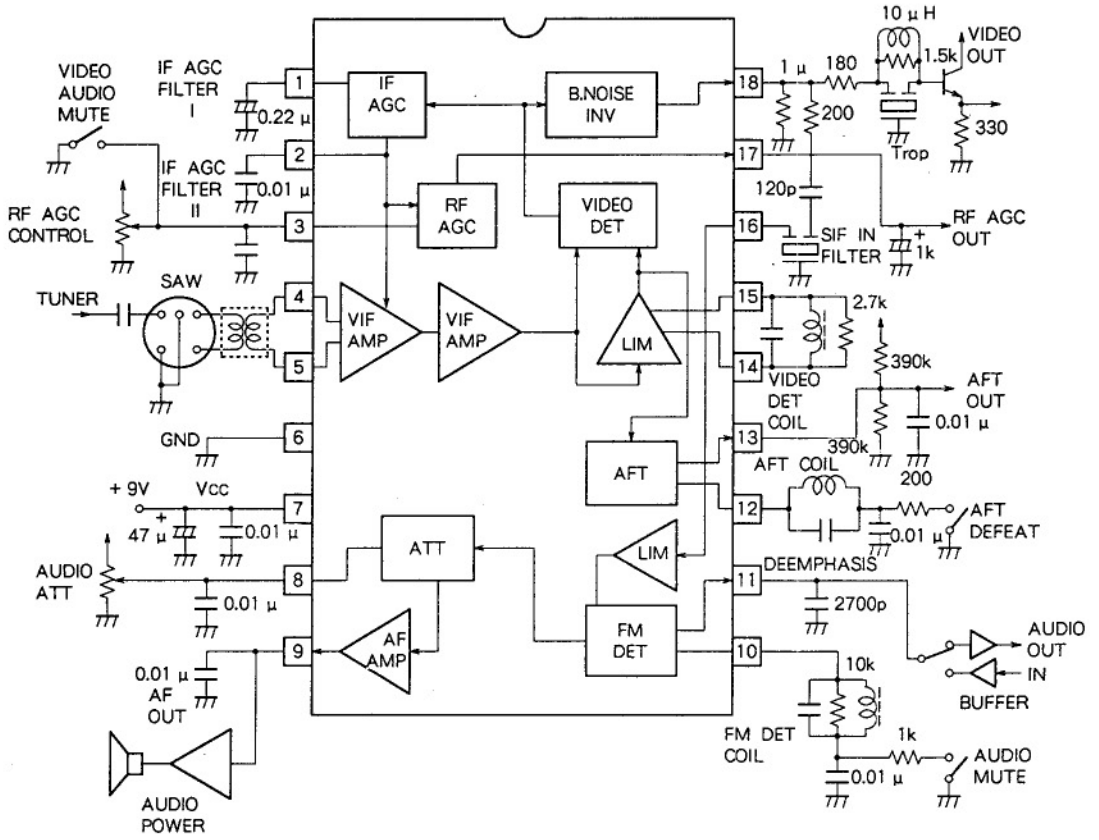 VIDEO
AUDIO
MUTE
IF AGC
FILTER
I
0.22 μ
IF AGC
FILTER
II
0.01 μ
RF AGC
CONTROL
TUNER
SAW
GND
+ 9V
Vcc
+
47 μ
0.01 μ
AUDIO
ATT
0.01 μ
0.01 μ
AF
OUT
AUDIO
POWER
1
2
3
4
5
6
7
8
9
IF
AGC
B.NOISE
INV
RF
AGC
VIDEO
DET
VIF
AMP
VIF
AMP
LIM
AFT
ATT
LIM
AF
AMP
FM
DET
18
17
16
15
14
13
12
11
10
1 μ
180
10 μ H
1.5k
VIDEO
OUT
200
330
Trop
120p
SIF IN
FILTER
+
1k
RF AGC
OUT
2.7k
VIDEO
DET
COIL
390k
AFT
OUT
390k
0.01 μ
AFT COIL
200
0.01 μ
AFT
DEFEAT
DEEMPHASIS
2700p
AUDIO
OUT
IN
BUFFER
10k
FM DET
COIL
1k
0.01 μ
AUDIO
MUTE